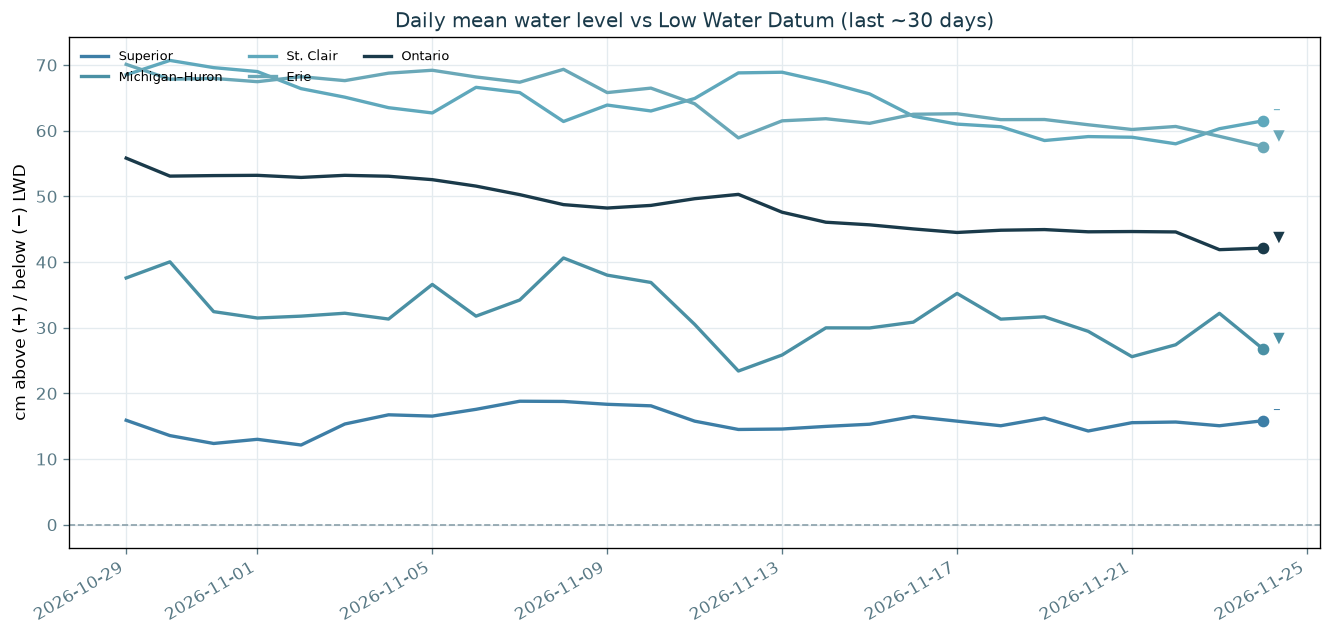 Daily mean water level vs Low Water Datum (last ~30 days)
Superior
Michigan–Huron
St. Clair
Erie
Ontario
cm above (+) / below (−) LWD
70
60
50
40
30
20
10
0
2026-10-29
2026-11-01
2026-11-05
2026-11-09
2026-11-13
2026-11-17
2026-11-21
2026-11-25